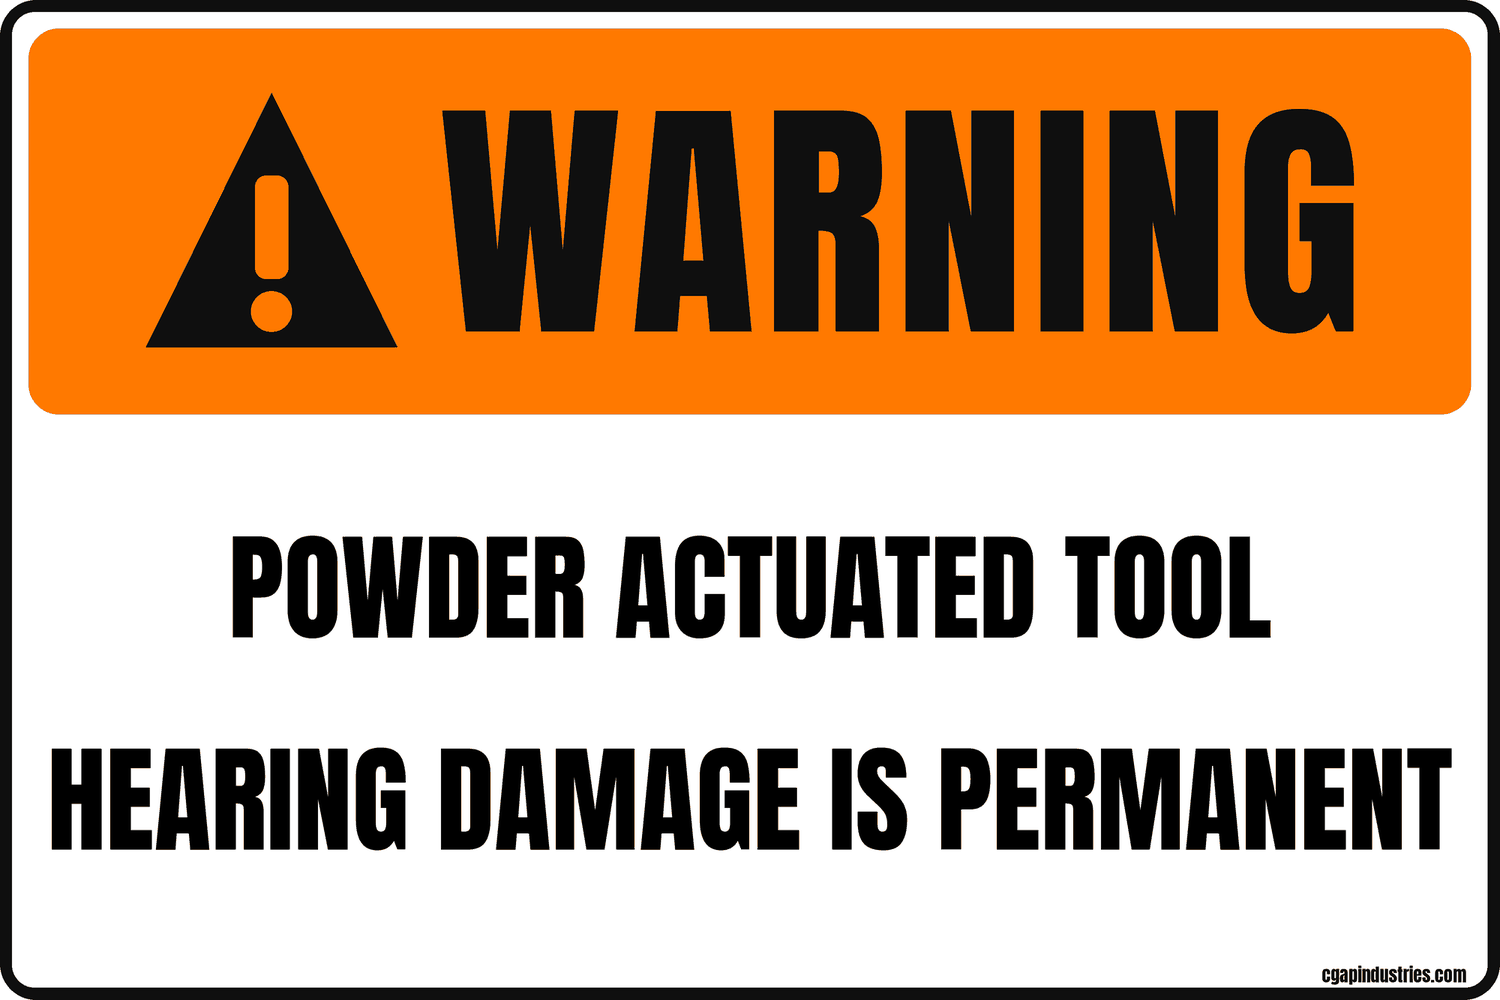 WARNING
POWDER ACTUATED TOOL
HEARING DAMAGE IS PERMANENT
cgapindustries.com